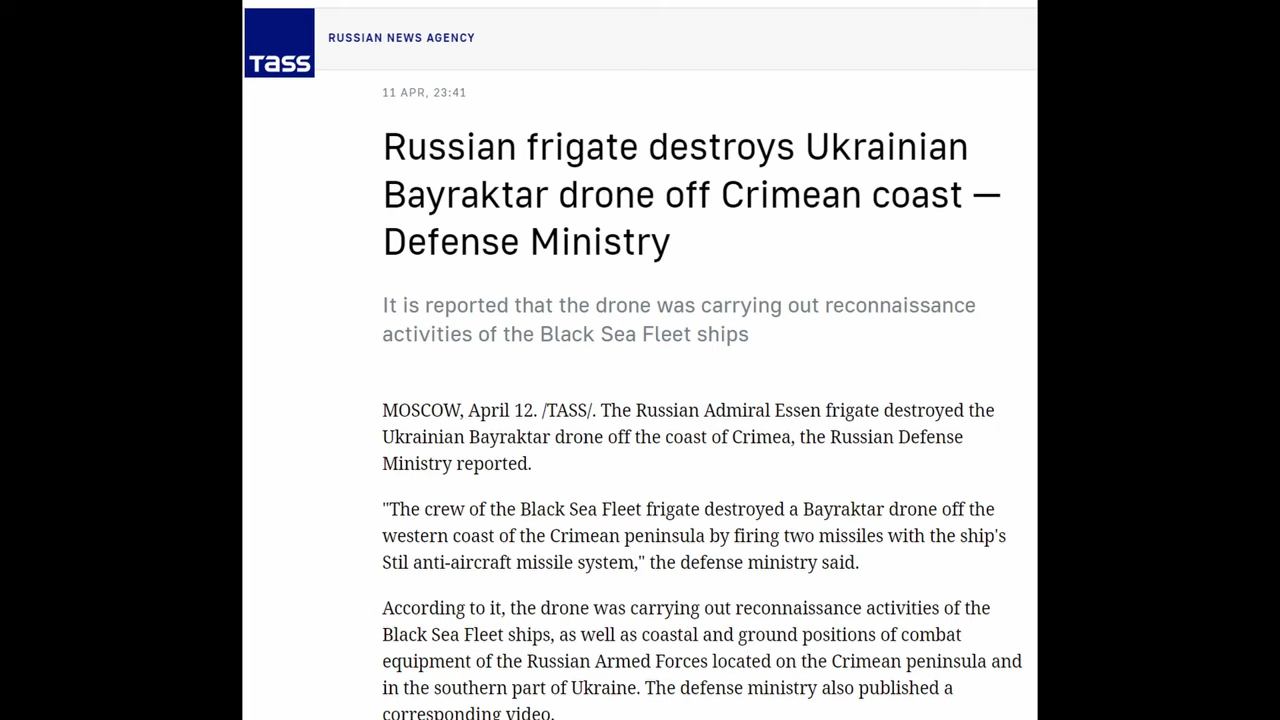 TASS
RUSSIAN NEWS AGENCY
11 APR, 23:41
Russian frigate destroys Ukrainian
Bayraktar drone off Crimean coast —
Defense Ministry
It is reported that the drone was carrying out reconnaissance
activities of the Black Sea Fleet ships
MOSCOW, April 12. /TASS/. The Russian Admiral Essen frigate destroyed the
Ukrainian Bayraktar drone off the coast of Crimea, the Russian Defense
Ministry reported.
"The crew of the Black Sea Fleet frigate destroyed a Bayraktar drone off the
western coast of the Crimean peninsula by firing two missiles with the ship's
Stil anti-aircraft missile system," the defense ministry said.
According to it, the drone was carrying out reconnaissance activities of the
Black Sea Fleet ships, as well as coastal and ground positions of combat
equipment of the Russian Armed Forces located on the Crimean peninsula and
in the southern part of Ukraine. The defense ministry also published a
corresponding video.